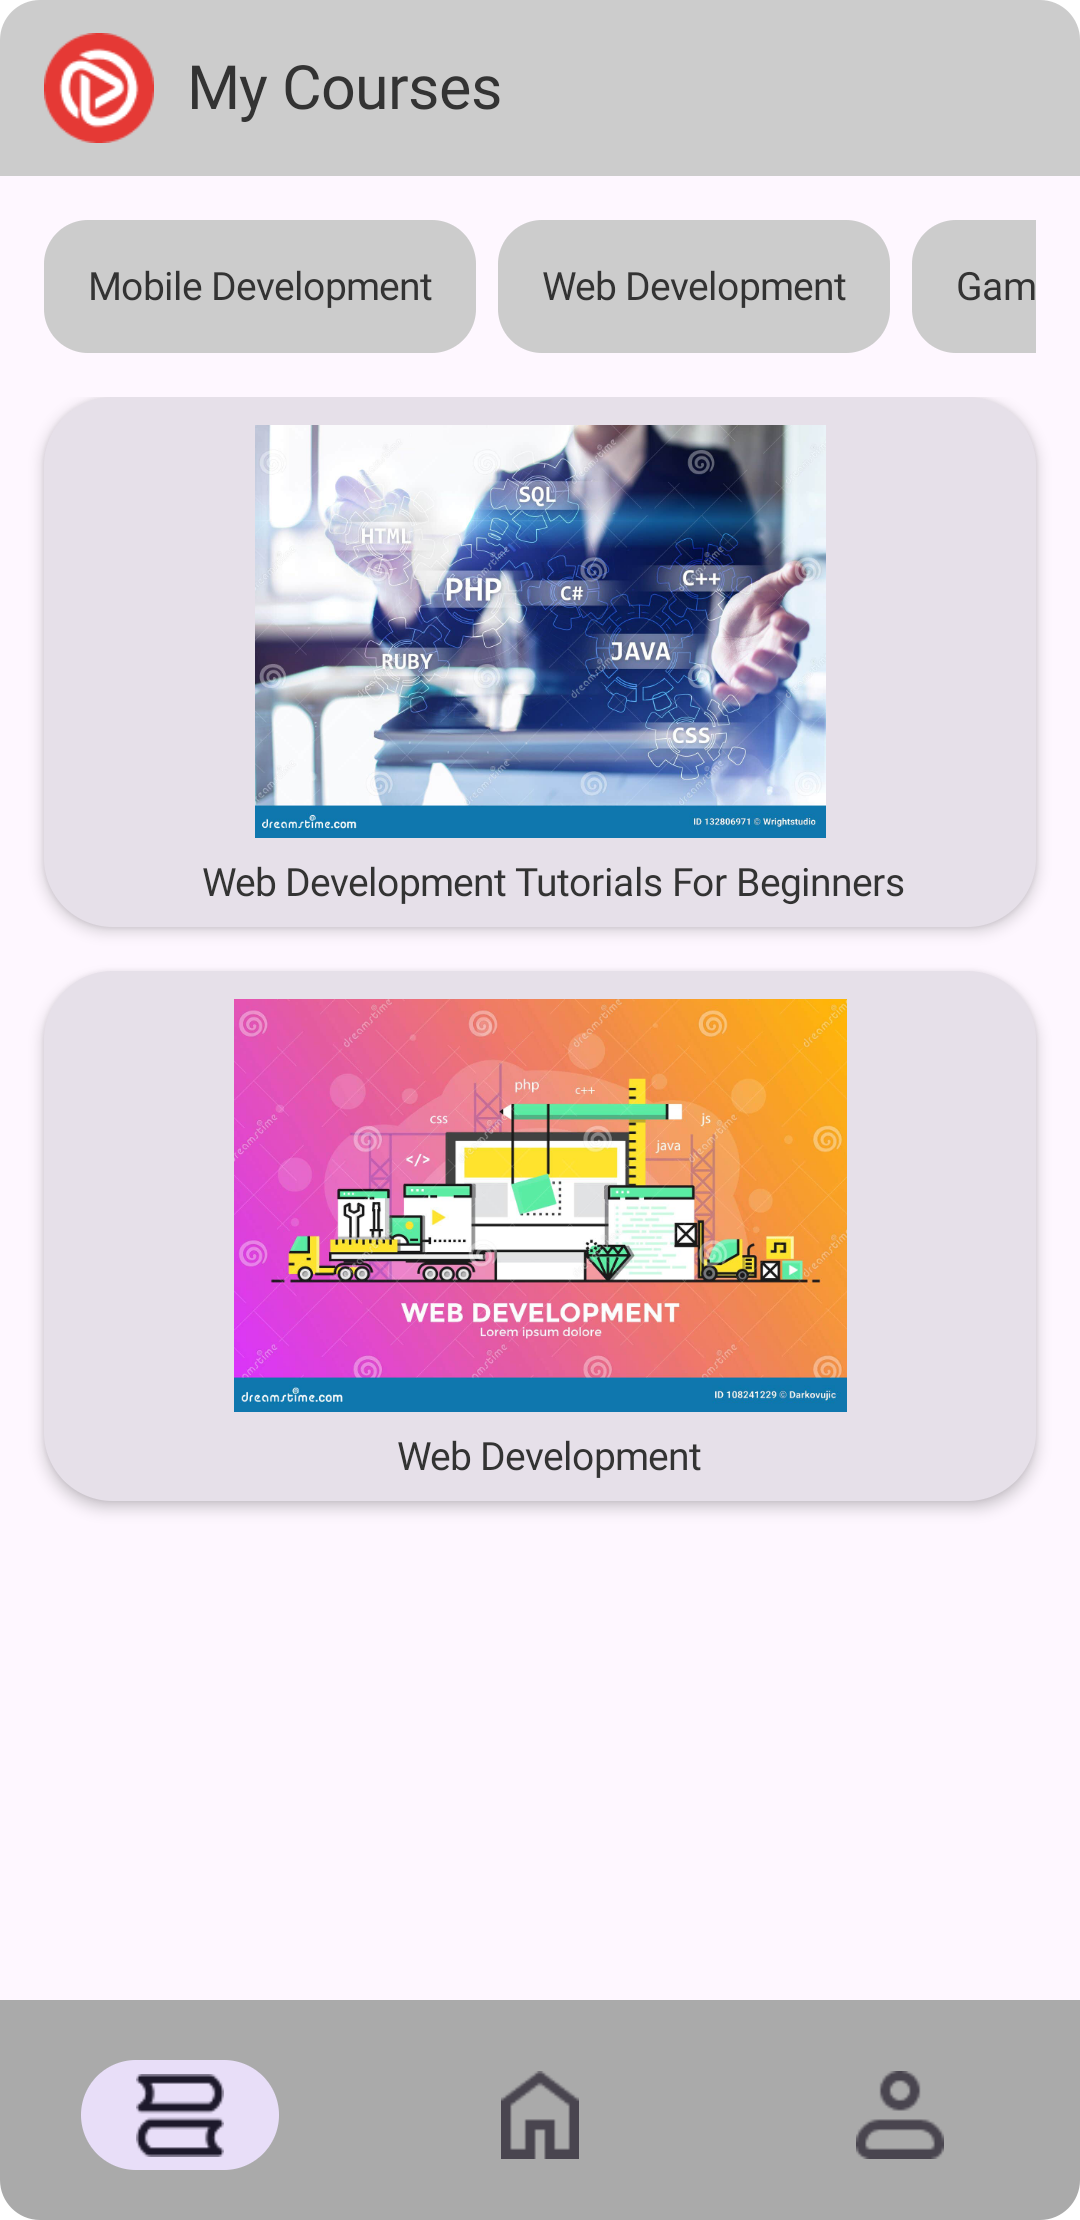 My Courses
Mobile Development
Web Development
Gam
SQL
HTML
PHP
C#
C++
RUBY
JAVA
CSS
dreamstime.com
ID 132806971 © Wrightstudio
Web Development Tutorials For Beginners
php
c++
css
js
java
</>
WEB DEVELOPMENT
Lorem ipsum dolore
dreamstime.com
ID 108241229 © Darkovujic
Web Development